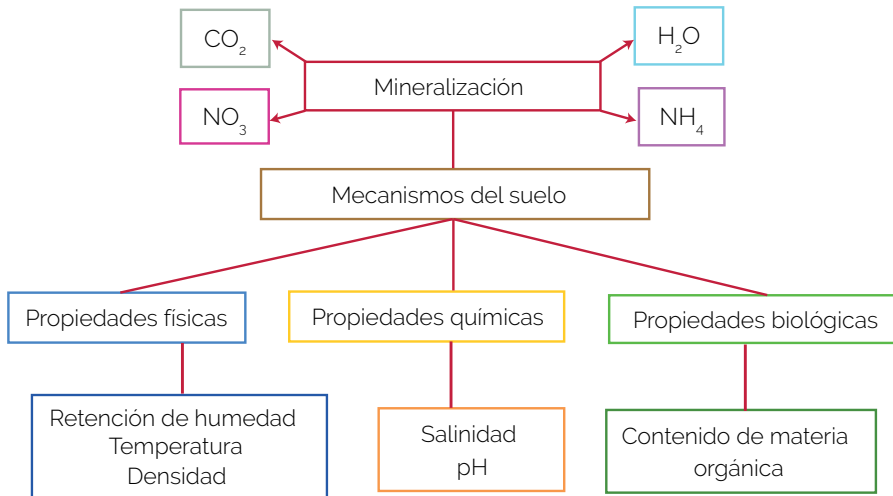 CO₂
H₂O
Mineralización
NO₃
NH₄
Mecanismos del suelo
Propiedades físicas
Propiedades químicas
Propiedades biológicas
Retención de humedad
Temperatura
Densidad
Salinidad
pH
Contenido de materia
orgánica